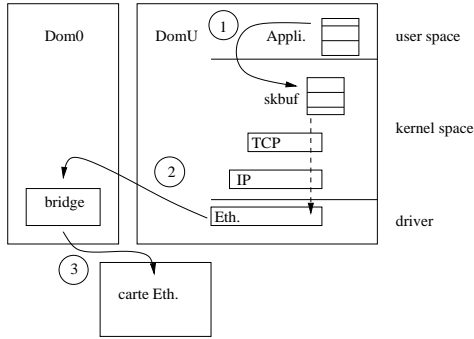 Dom0
DomU
1
Appli.
user space
skbuf
kernel space
TCP
2
IP
bridge
Eth.
driver
3
carte Eth.